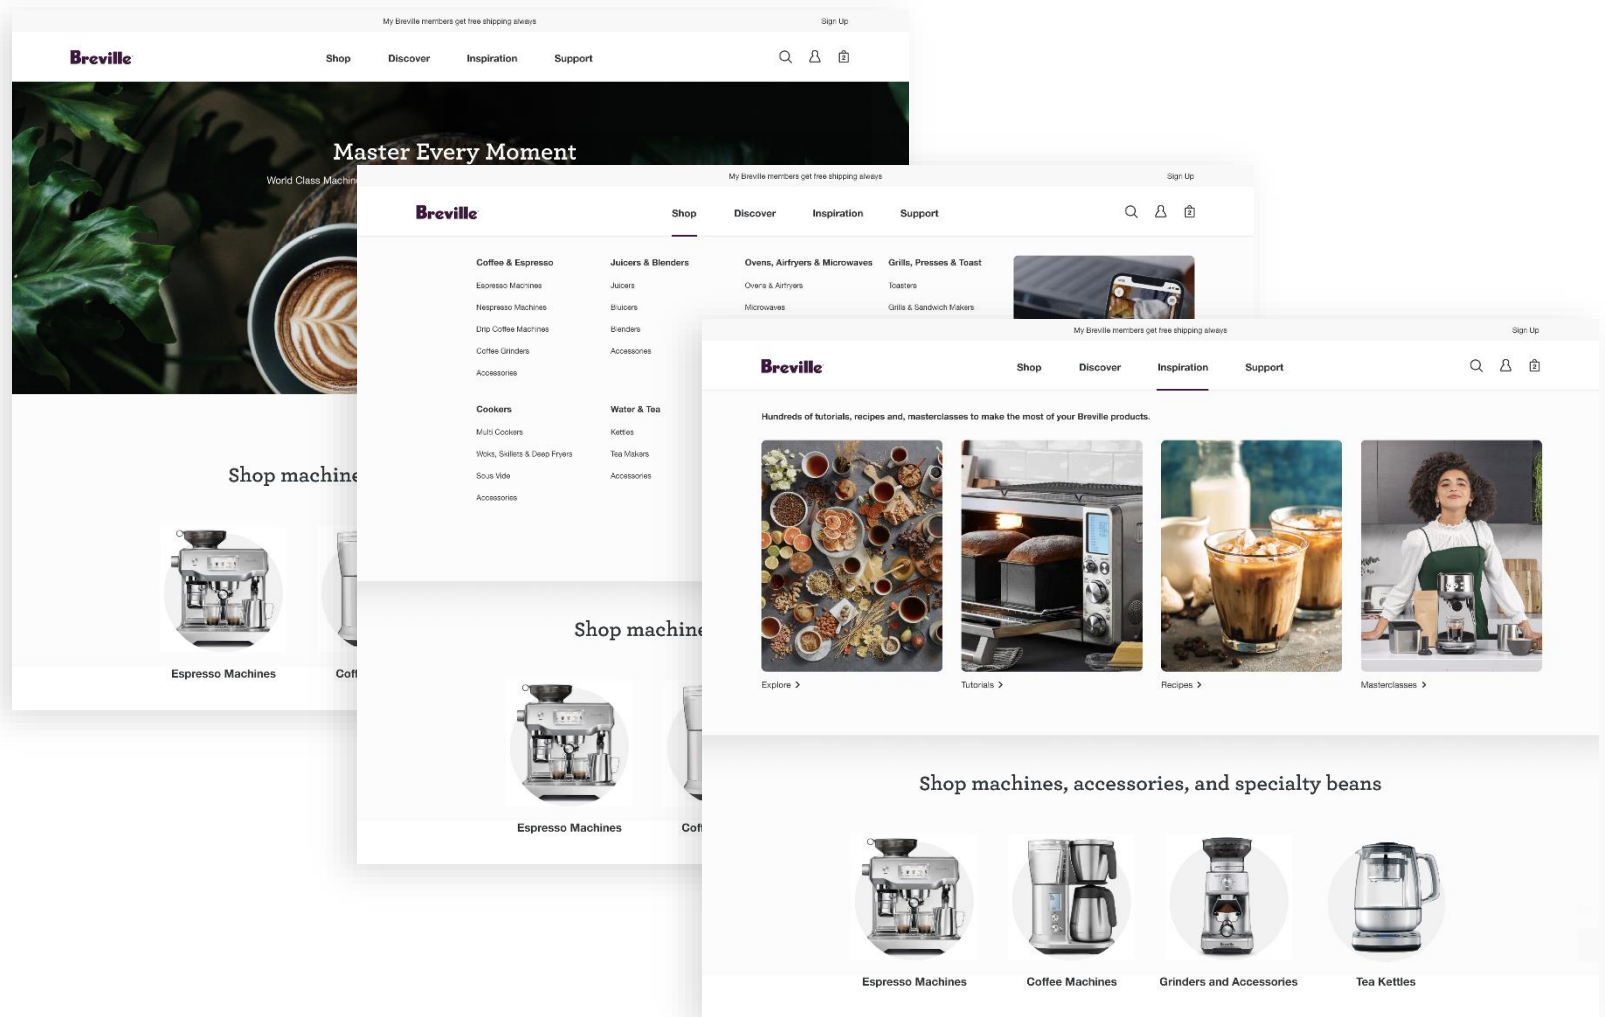 My Breville members get free shipping always
Sign Up
Breville
Shop
Discover
Inspiration
Support
2
Master Every Moment
World Class Machin
Shop machine
Espresso Machines
Coff
My Breville members get free shipping always
Sign Up
Breville
Shop
Discover
Inspiration
Support
2
Coffee & Espresso
Espresso Machines
Nespresso Machines
Drip Coffee Machines
Coffee Grinders
Accessories
Juicers & Blenders
Juicers
Bluicers
Blenders
Accessories
Ovens, Airfryers & Microwaves
Ovens & Airfryers
Microwaves
Grills, Presses & Toast
Toasters
Grills & Sandwich Makers
Cookers
Multi Cookers
Woks, Skillets & Deep Fryers
Sous Vide
Accessories
Water & Tea
Kettles
Tea Makers
Accessories
Shop machine
Espresso Machines
Coff
My Breville members get free shipping always
Sign Up
Breville
Shop
Discover
Inspiration
Support
2
Hundreds of tutorials, recipes and, masterclasses to make the most of your Breville products.
Explore >
Tutorials >
Recipes >
Masterclasses >
Shop machines, accessories, and specialty beans
Espresso Machines
Coffee Machines
Grinders and Accessories
Tea Kettles